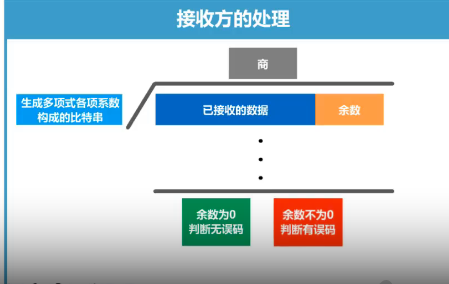 接收方的处理
商
生成多项式各项系数
构成的比特串
已接收的数据
余数
余数为0
判断无误码
余数不为0
判断有误码